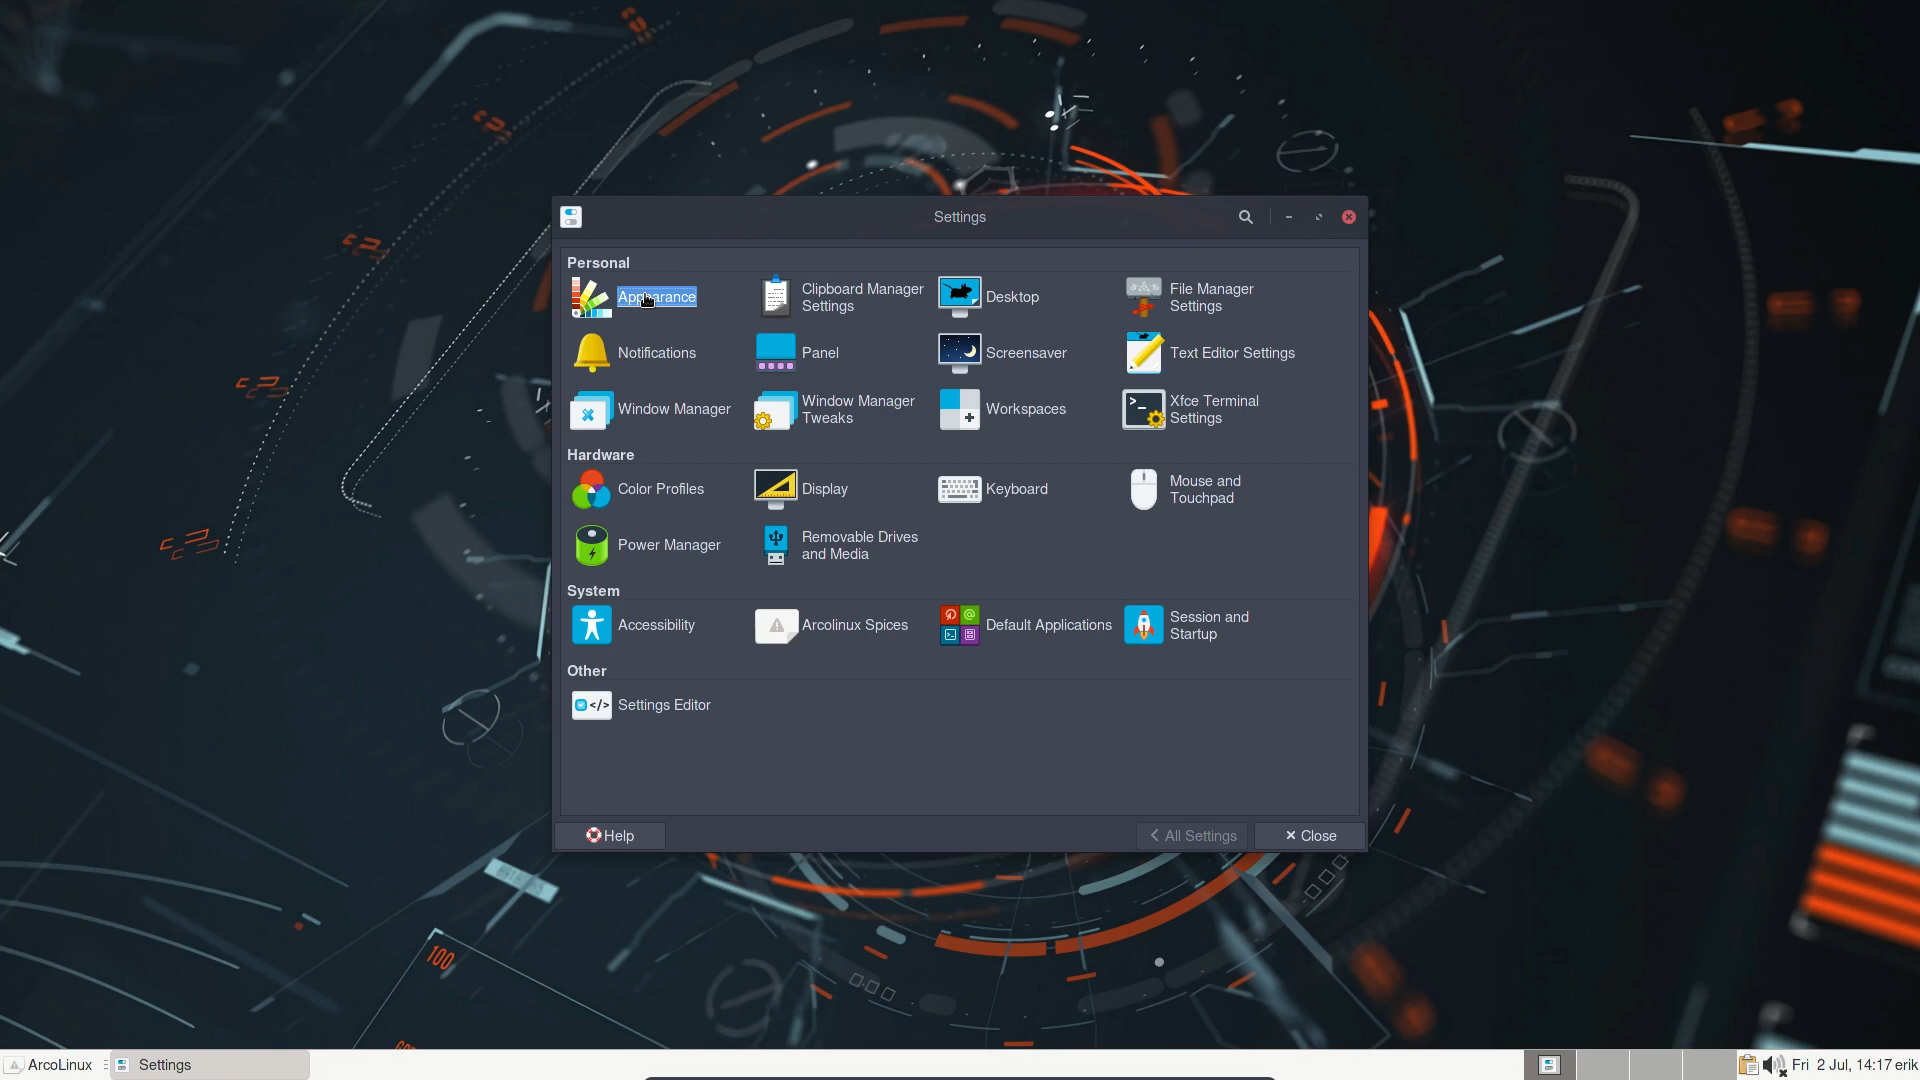 Settings
Personal
Appearance
Clipboard Manager
Settings
Desktop
File Manager
Settings
Notifications
Panel
Screensaver
Text Editor Settings
Window Manager
Window Manager
Tweaks
Workspaces
Xfce Terminal
Settings
Hardware
Color Profiles
Display
Keyboard
Mouse and
Touchpad
Power Manager
Removable Drives
and Media
System
Accessibility
Arcolinux Spices
Default Applications
Session and
Startup
Other
Settings Editor
Help
All Settings
Close
100
ArcoLinux
Settings
Fri 2 Jul, 14:17 erik